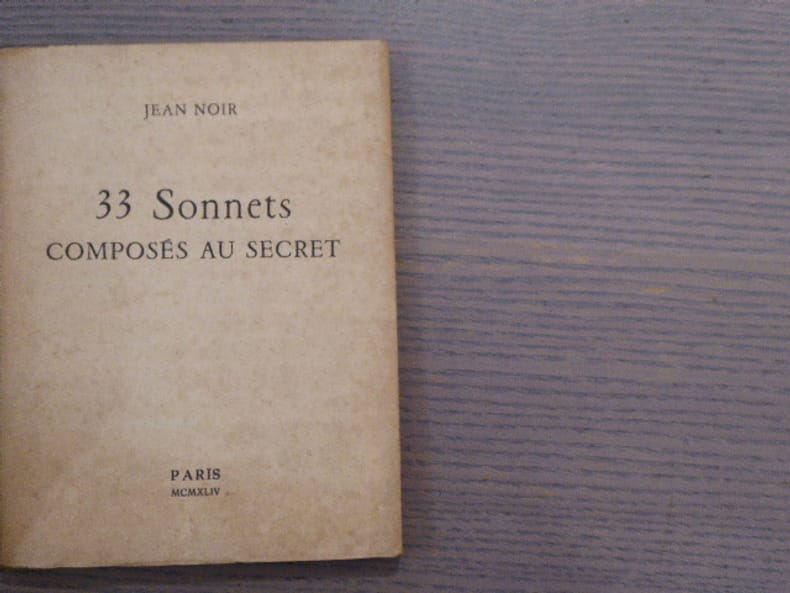 JEAN NOIR
33 Sonnets
COMPOSÉS AU SECRET
PARIS
MCMXLIV